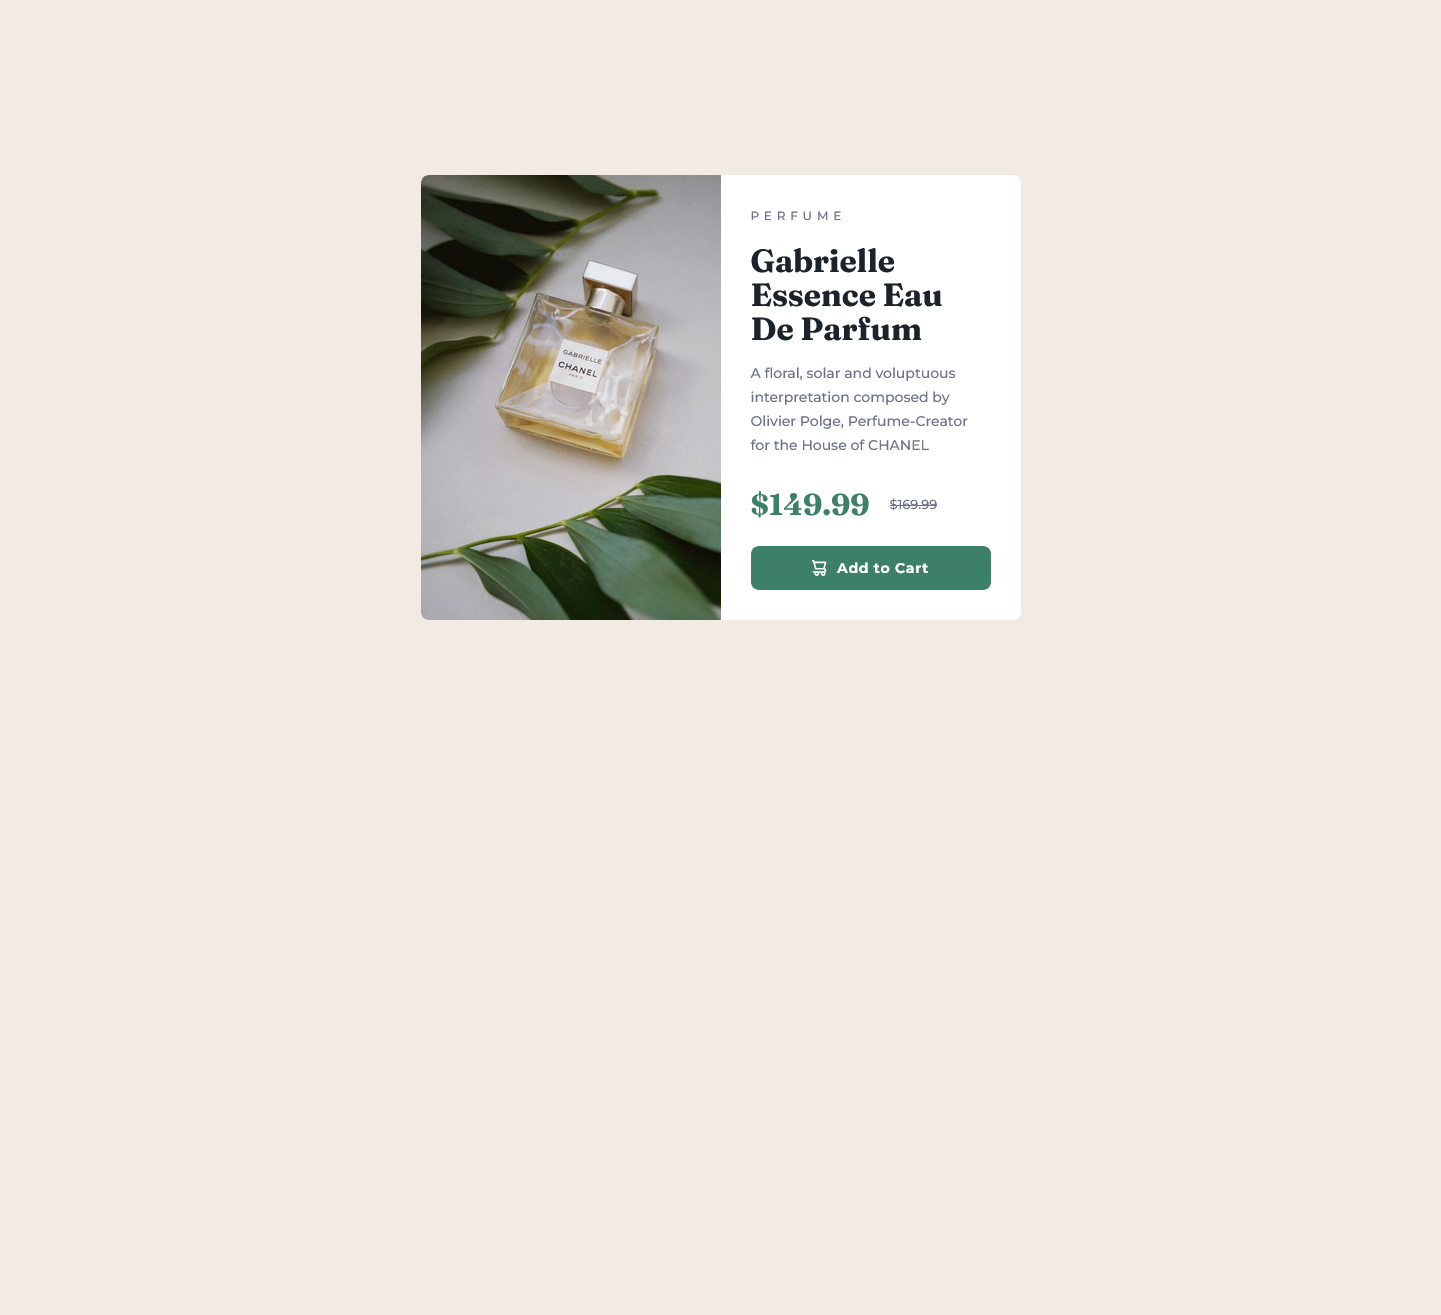 GABRIELLE
CHANEL
PARIS
PERFUME
Gabrielle
Essence Eau
De Parfum
A floral, solar and voluptuous
interpretation composed by
Olivier Polge, Perfume-Creator
for the House of CHANEL
$149.99 $169.99
Add to Cart